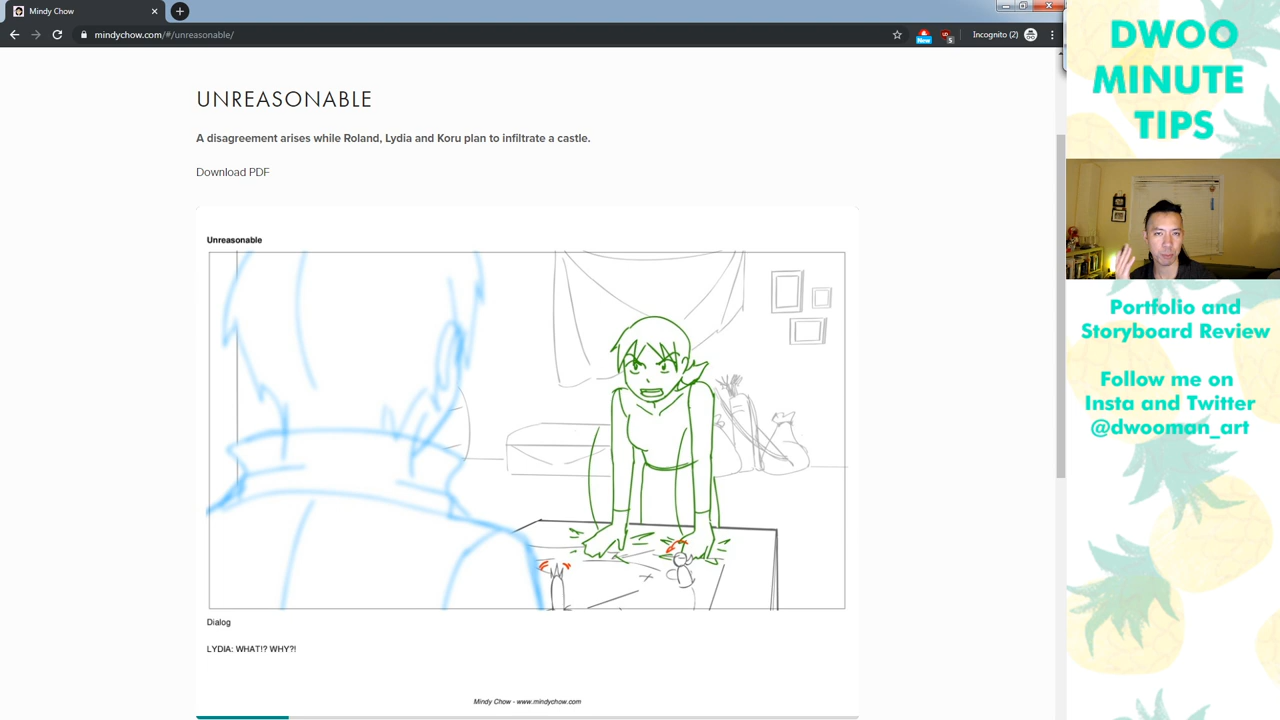 Mindy Chow
mindychow.com/#/unreasonable/
New
Incognito (2)
UNREASONABLE
A disagreement arises while Roland, Lydia and Koru plan to infiltrate a castle.
Download PDF
Unreasonable
Dialog
LYDIA: WHAT!? WHY?!
Mindy Chow - www.mindychow.com
DWOO
MINUTE
TIPS
Portfolio and
Storyboard Review
Follow me on
Insta and Twitter
@dwooman_art